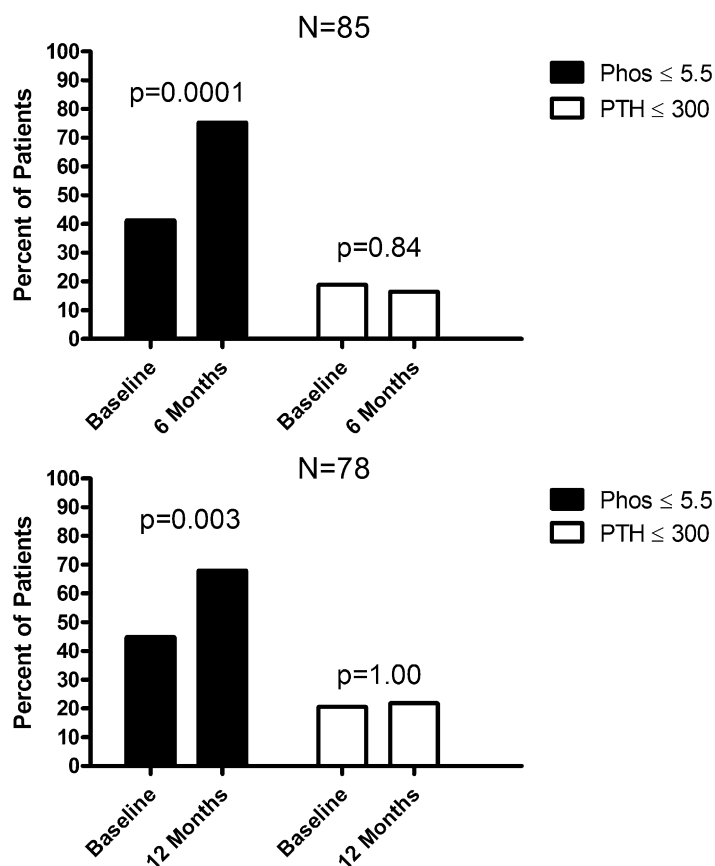 N=85
100
90
80
70
60
50
40
30
20
10
0
Percent of Patients
p=0.0001
p=0.84
Phos ≤ 5.5
PTH ≤ 300
Baseline
6 Months
Baseline
6 Months
N=78
100
90
80
70
60
50
40
30
20
10
0
Percent of Patients
p=0.003
p=1.00
Phos ≤ 5.5
PTH ≤ 300
Baseline
12 Months
Baseline
12 Months